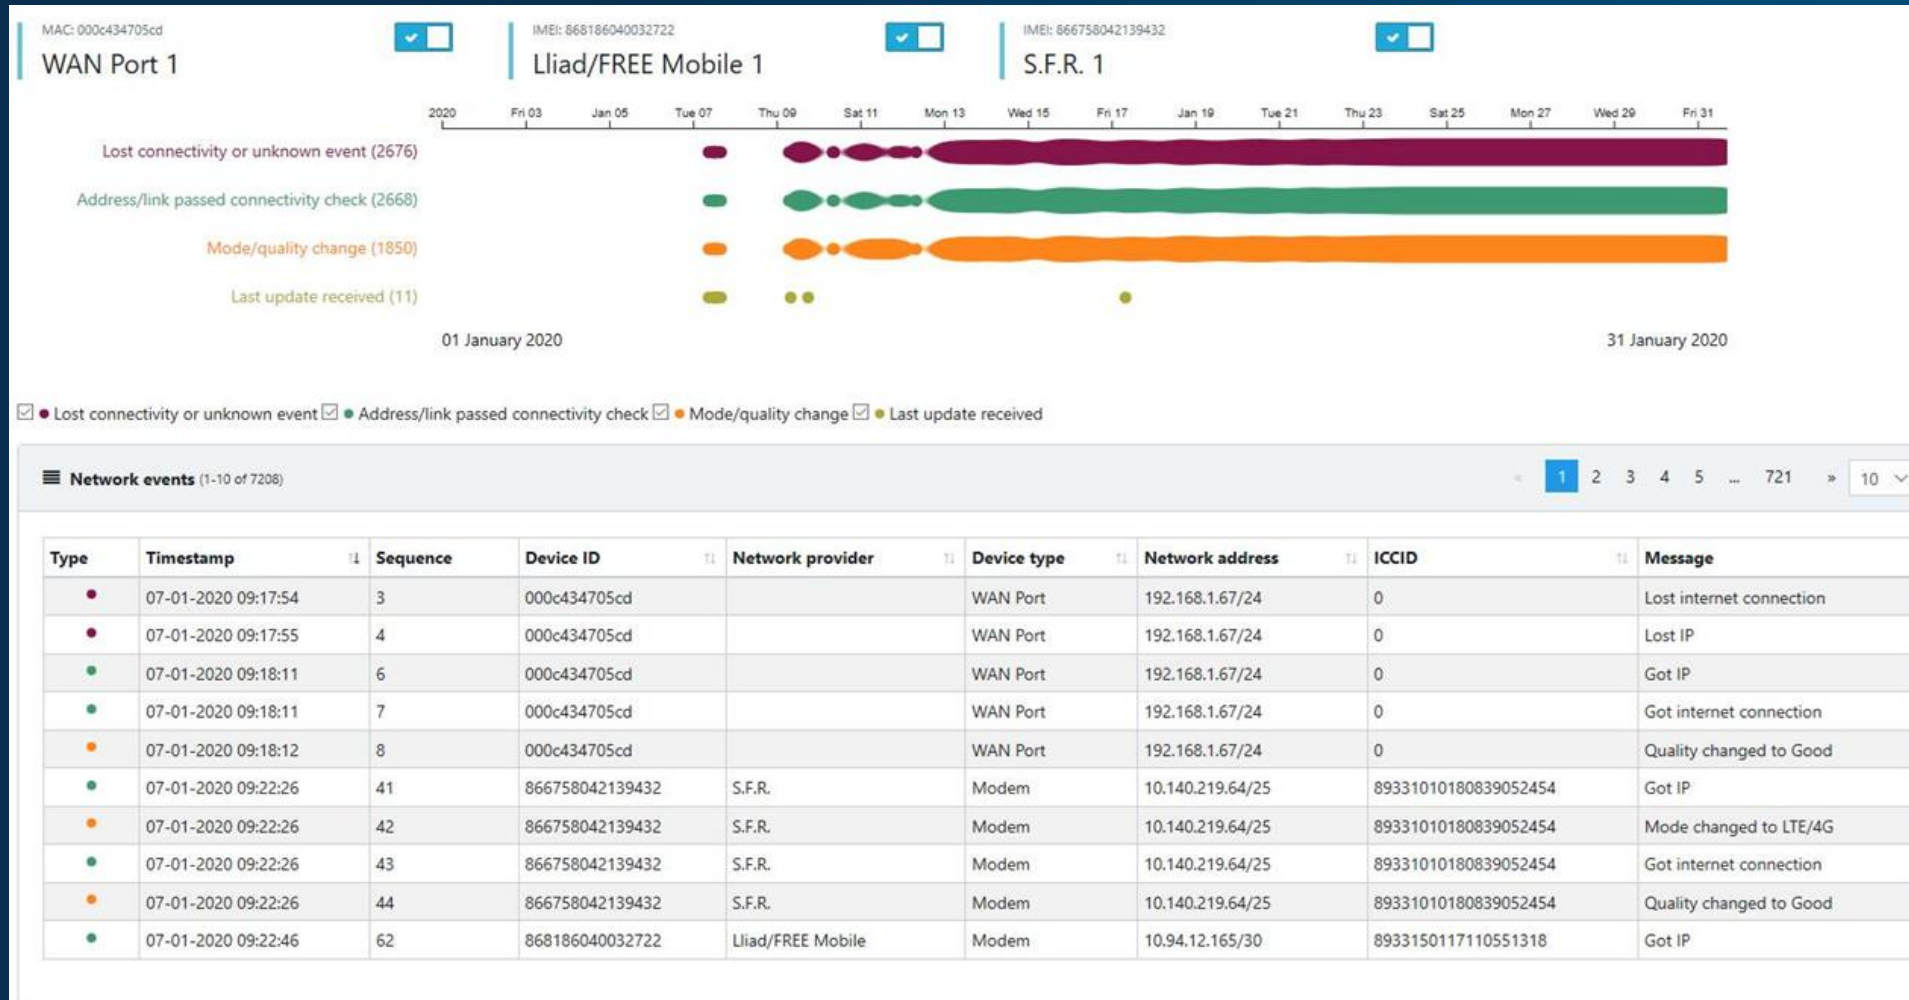 MAC: 000c434705cd
WAN Port 1
IMEI: 868186040032722
Lliad/FREE Mobile 1
IMEI: 866758042139432
S.F.R. 1
2020 Fri 03 Jan 05 Tue 07 Thu 09 Sat 11 Mon 13 Wed 15 Fri 17 Jan 19 Tue 21 Thu 23 Sat 25 Mon 27 Wed 29 Fri 31
Lost connectivity or unknown event (2676)
Address/link passed connectivity check (2668)
Mode/quality change (1850)
Last update received (11)
01 January 2020 31 January 2020
Lost connectivity or unknown event Address/link passed connectivity check Mode/quality change Last update received
Network events (1-10 of 7208) « 1 2 3 4 5 ... 721 » 10
Type Timestamp Sequence Device ID Network provider Device type Network address ICCID Message
07-01-2020 09:17:54 3 000c434705cd WAN Port 192.168.1.67/24 0 Lost internet connection
07-01-2020 09:17:55 4 000c434705cd WAN Port 192.168.1.67/24 0 Lost IP
07-01-2020 09:18:11 6 000c434705cd WAN Port 192.168.1.67/24 0 Got IP
07-01-2020 09:18:11 7 000c434705cd WAN Port 192.168.1.67/24 0 Got internet connection
07-01-2020 09:18:12 8 000c434705cd WAN Port 192.168.1.67/24 0 Quality changed to Good
07-01-2020 09:22:26 41 866758042139432 S.F.R. Modem 10.140.219.64/25 89331010180839052454 Got IP
07-01-2020 09:22:26 42 866758042139432 S.F.R. Modem 10.140.219.64/25 89331010180839052454 Mode changed to LTE/4G
07-01-2020 09:22:26 43 866758042139432 S.F.R. Modem 10.140.219.64/25 89331010180839052454 Got internet connection
07-01-2020 09:22:26 44 866758042139432 S.F.R. Modem 10.140.219.64/25 89331010180839052454 Quality changed to Good
07-01-2020 09:22:46 62 868186040032722 Lliad/FREE Mobile Modem 10.94.12.165/30 8933150117110551318 Got IP